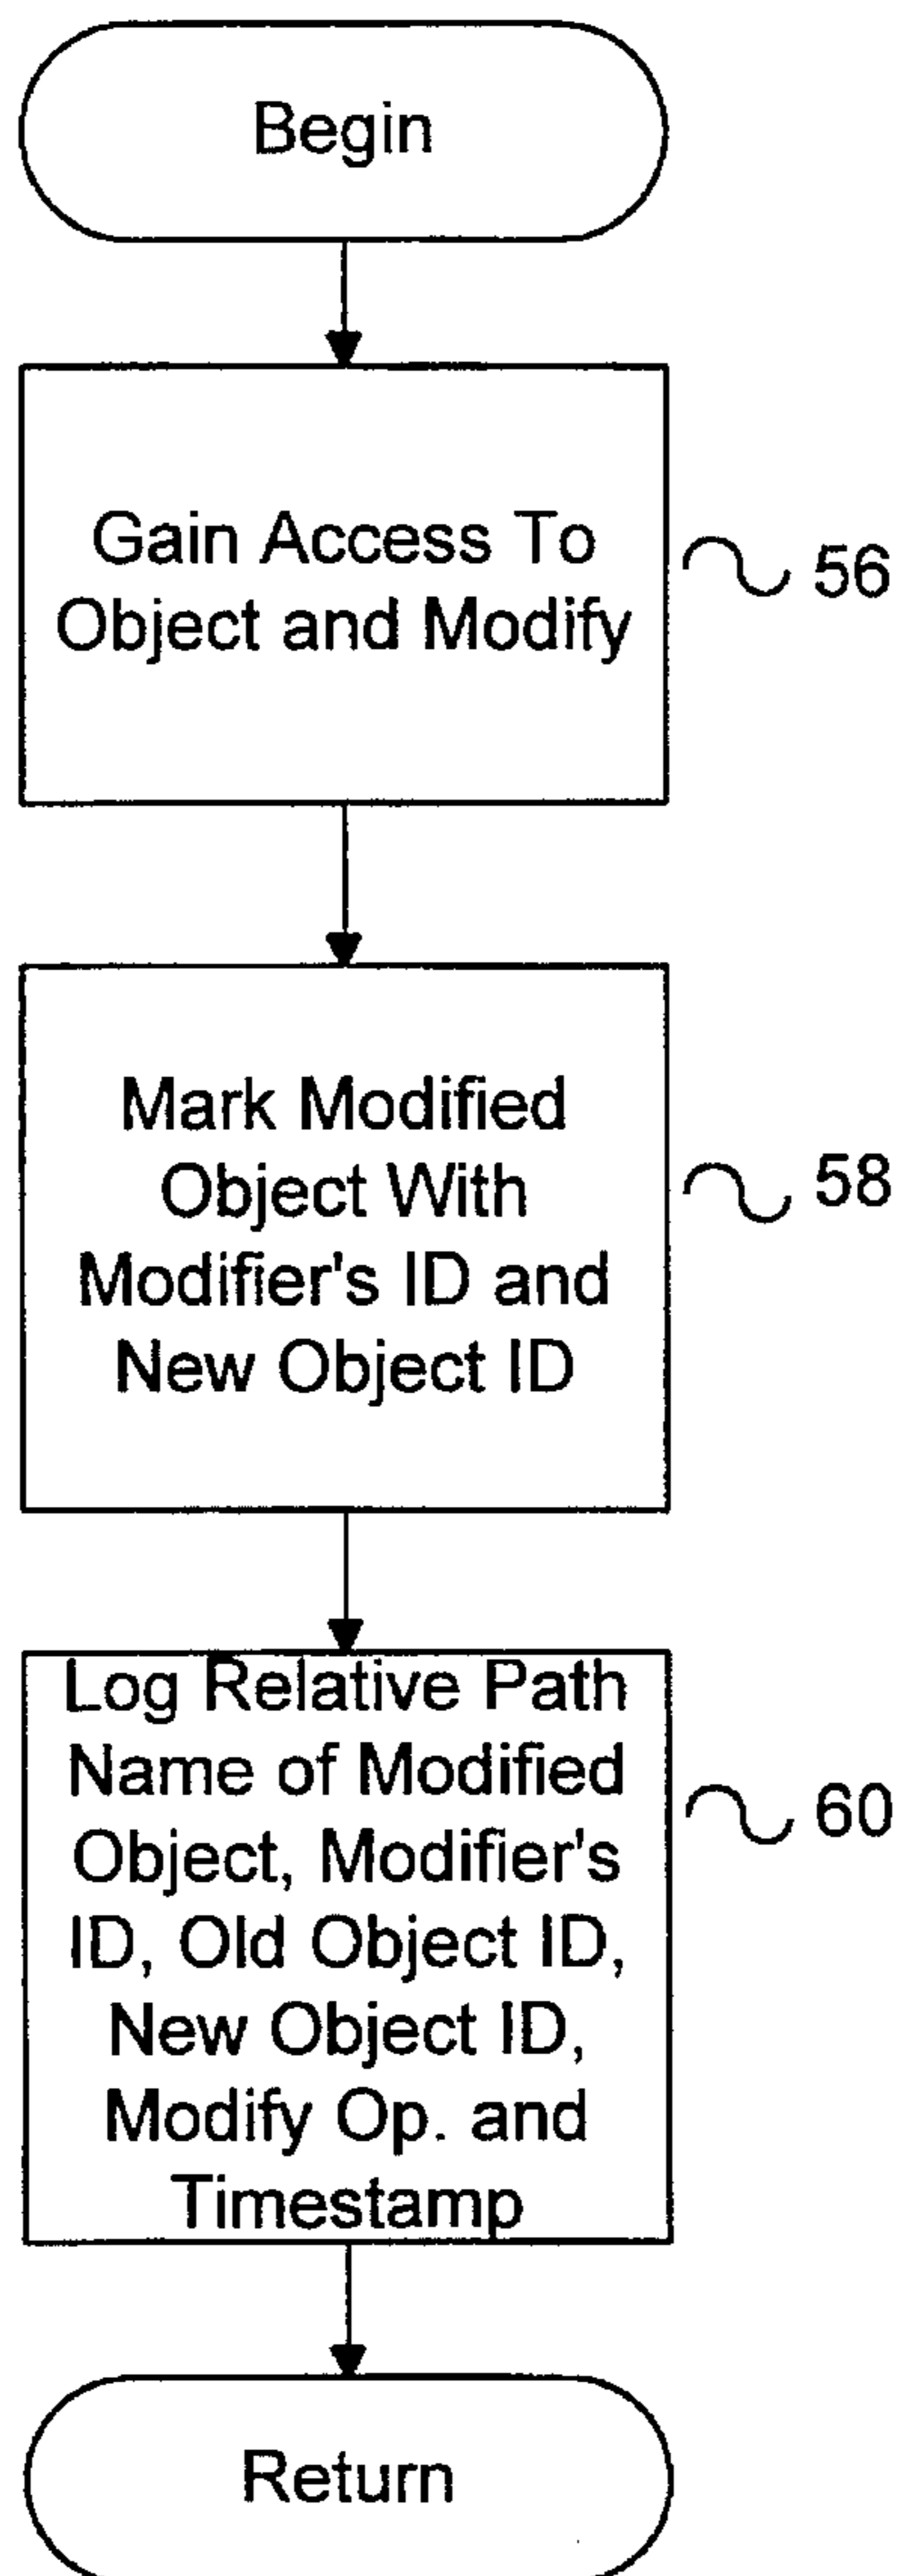 Begin
Gain Access To
Object and Modify
56
Mark Modified
Object With
Modifier's ID and
New Object ID
58
Log Relative Path
Name of Modified
Object, Modifier's
ID, Old Object ID,
New Object ID,
Modify Op. and
Timestamp
60
Return